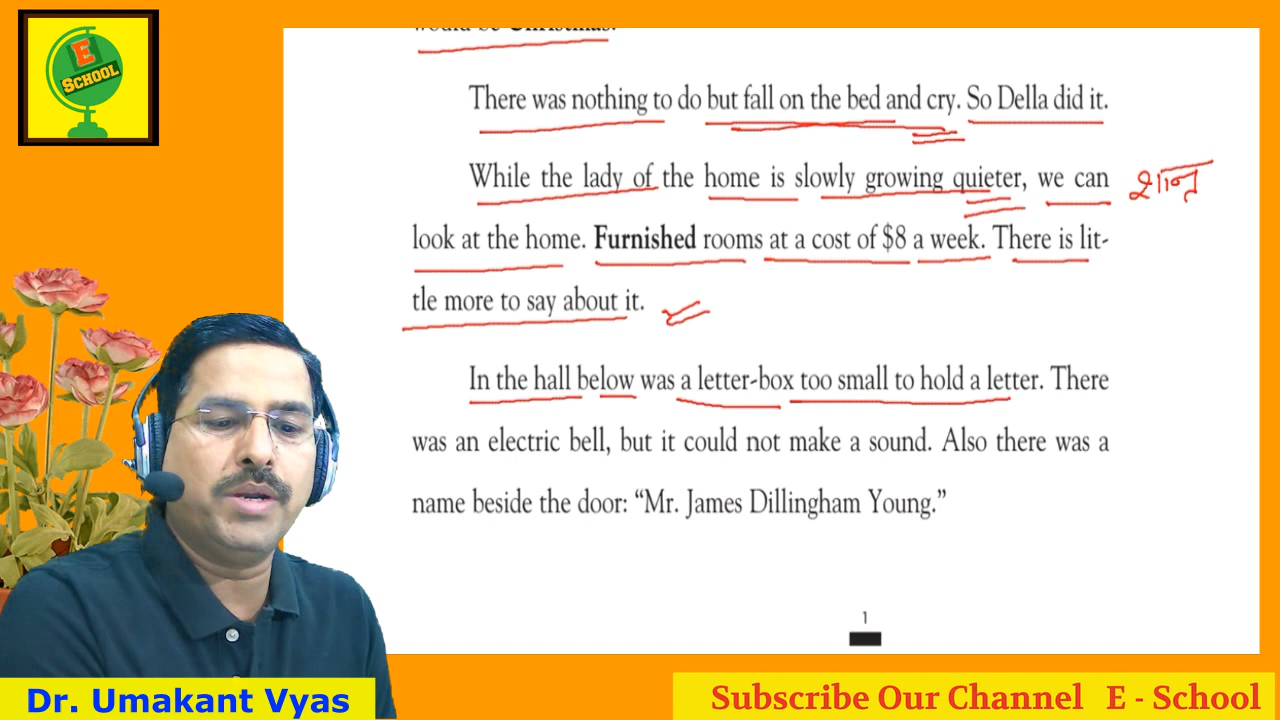 E
SCHOOL
would be Christmas.
There was nothing to do but fall on the bed and cry. So Della did it.
While the lady of the home is slowly growing quieter, we can शान्त
look at the home. Furnished rooms at a cost of $8 a week. There is lit-
tle more to say about it.
In the hall below was a letter-box too small to hold a letter. There
was an electric bell, but it could not make a sound. Also there was a
name beside the door: “Mr. James Dillingham Young.”
1
Dr. Umakant Vyas
Subscribe Our Channel E - School